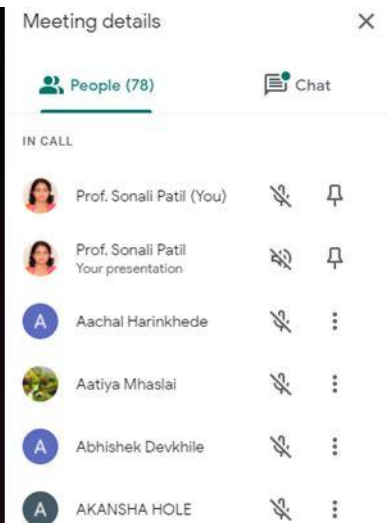 Meeting details
People (78)
Chat
IN CALL
Prof. Sonali Patil (You)
Prof. Sonali Patil
Your presentation
A
Aachal Harinkhede
Aatiya Mhaslai
A
Abhishek Devkhile
A
AKANSHA HOLE